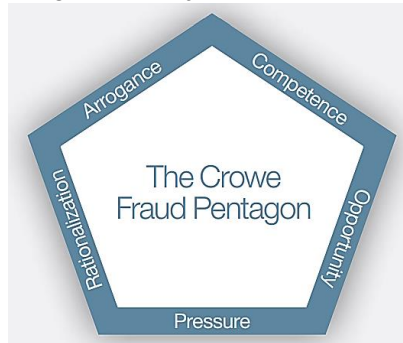 Arrogance
Competence
The Crowe
Fraud Pentagon
Rationalization
Opportunity
Pressure